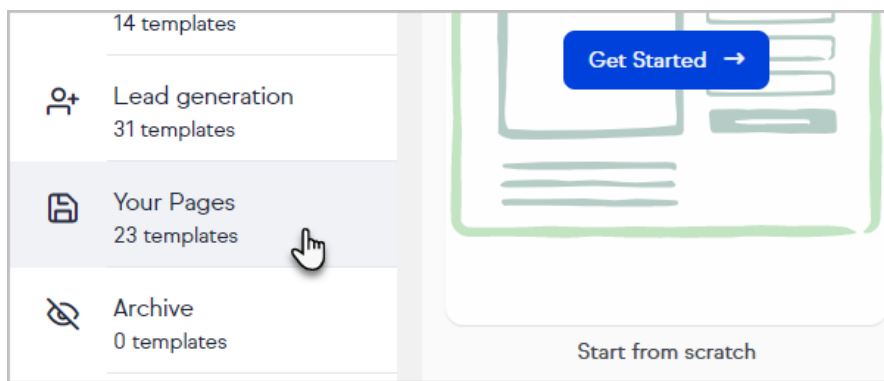 14 templates
Lead generation
31 templates
Your Pages
23 templates
Archive
0 templates
Get Started →
Start from scratch